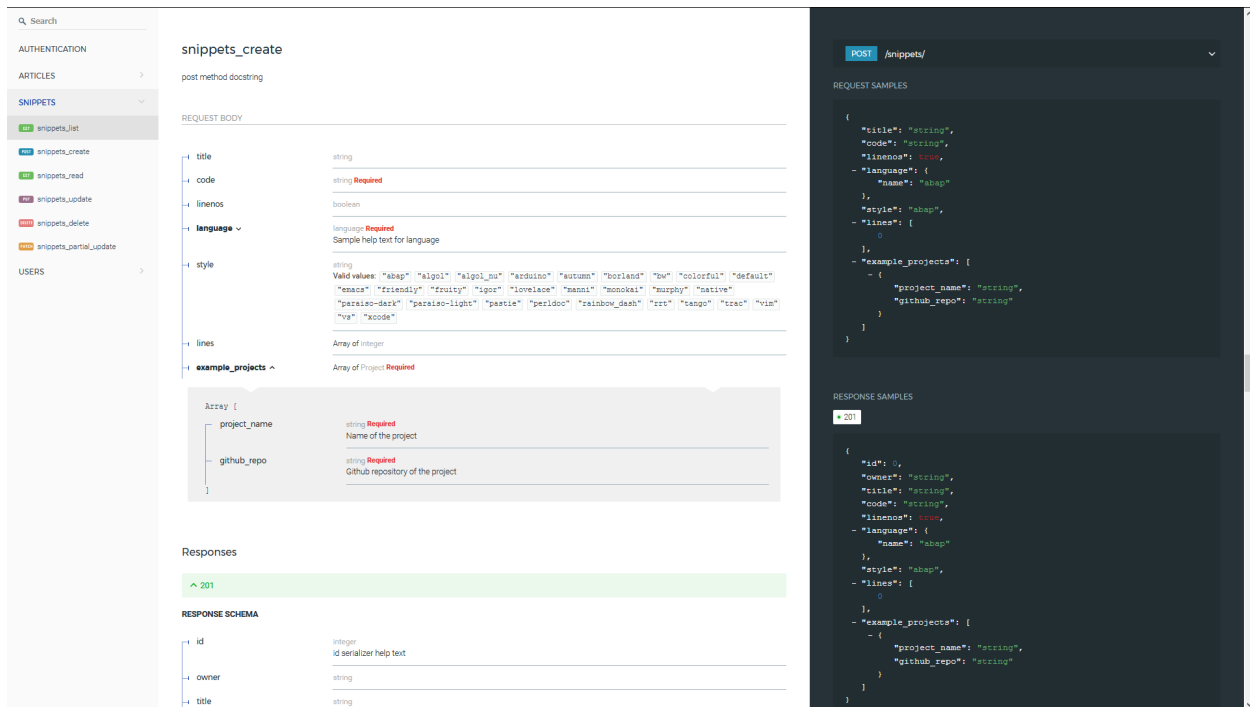 Search
AUTHENTICATION
ARTICLES
SNIPPETS
GET snippets_list
POST snippets_create
GET snippets_read
PUT snippets_update
DELETE snippets_delete
PATCH snippets_partial_update
USERS
snippets_create
post method docstring
REQUEST BODY
title string
code string Required
linenos boolean
language language Required
Sample help text for language
style string
Valid values: "abap" "algol" "algol_nu" "arduino" "autumn" "borland" "bw" "colorful" "default"
"emacs" "friendly" "fruity" "igor" "lovelace" "manni" "monokai" "murphy" "native"
"paraiso-dark" "paraiso-light" "pastie" "perldoc" "rainbow_dash" "rrt" "tango" "trac" "vim"
"vs" "xcode"
lines Array of integer
example_projects Array of Project Required
Array [
project_name string Required
Name of the project
github_repo string Required
Github repository of the project
]
Responses
201
RESPONSE SCHEMA
id integer
id serializer help text
owner string
title string
POST /snippets/
REQUEST SAMPLES
{
"title": "string",
"code": "string",
"linenos": true,
- "language": {
"name": "abap"
},
"style": "abap",
- "lines": [
0
],
- "example_projects": [
- {
"project_name": "string",
"github_repo": "string"
}
]
}
RESPONSE SAMPLES
201
{
"id": 0,
"owner": "string",
"title": "string",
"code": "string",
"linenos": true,
- "language": {
"name": "abap"
},
"style": "abap",
- "lines": [
0
],
- "example_projects": [
- {
"project_name": "string",
"github_repo": "string"
}
]
}